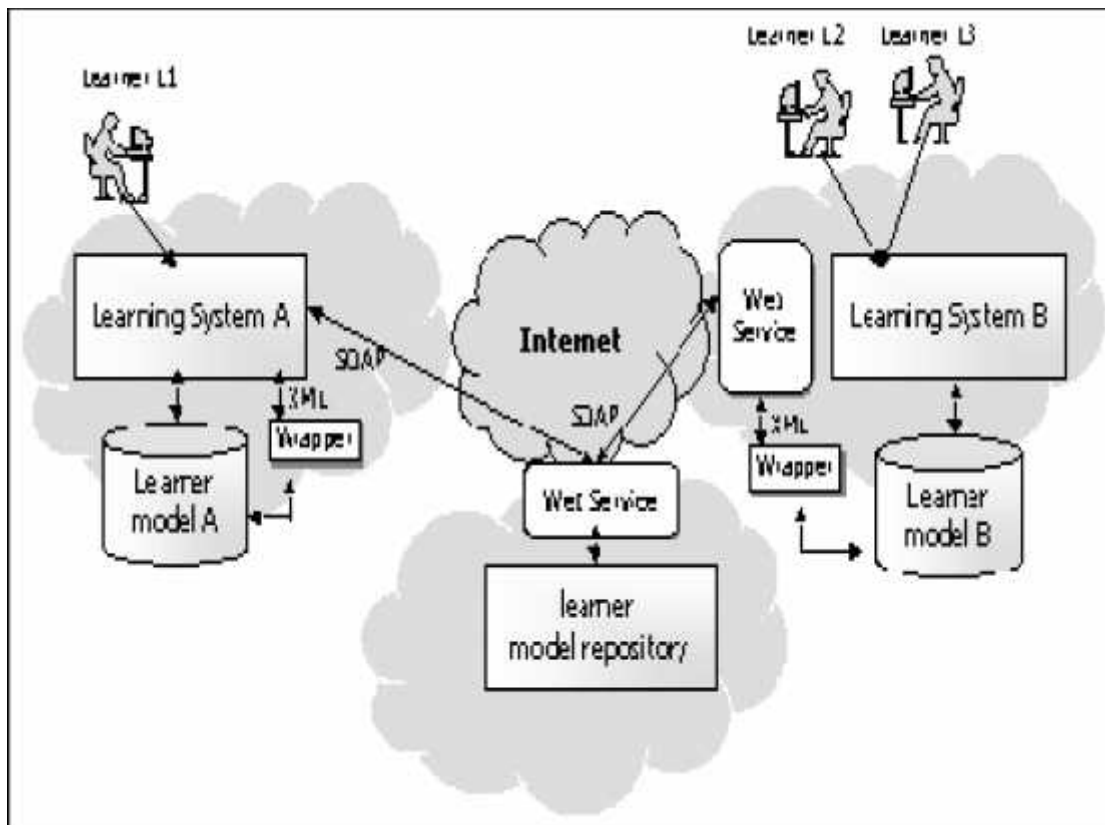 Learner L1
Learner L2
Learner L3
Learning System A
Internet
Web
Service
Learning System B
SOAP
SOAP
XML
Wrapper
XML
Wrapper
Learner
model A
Web Service
Learner
model B
learner
model repository